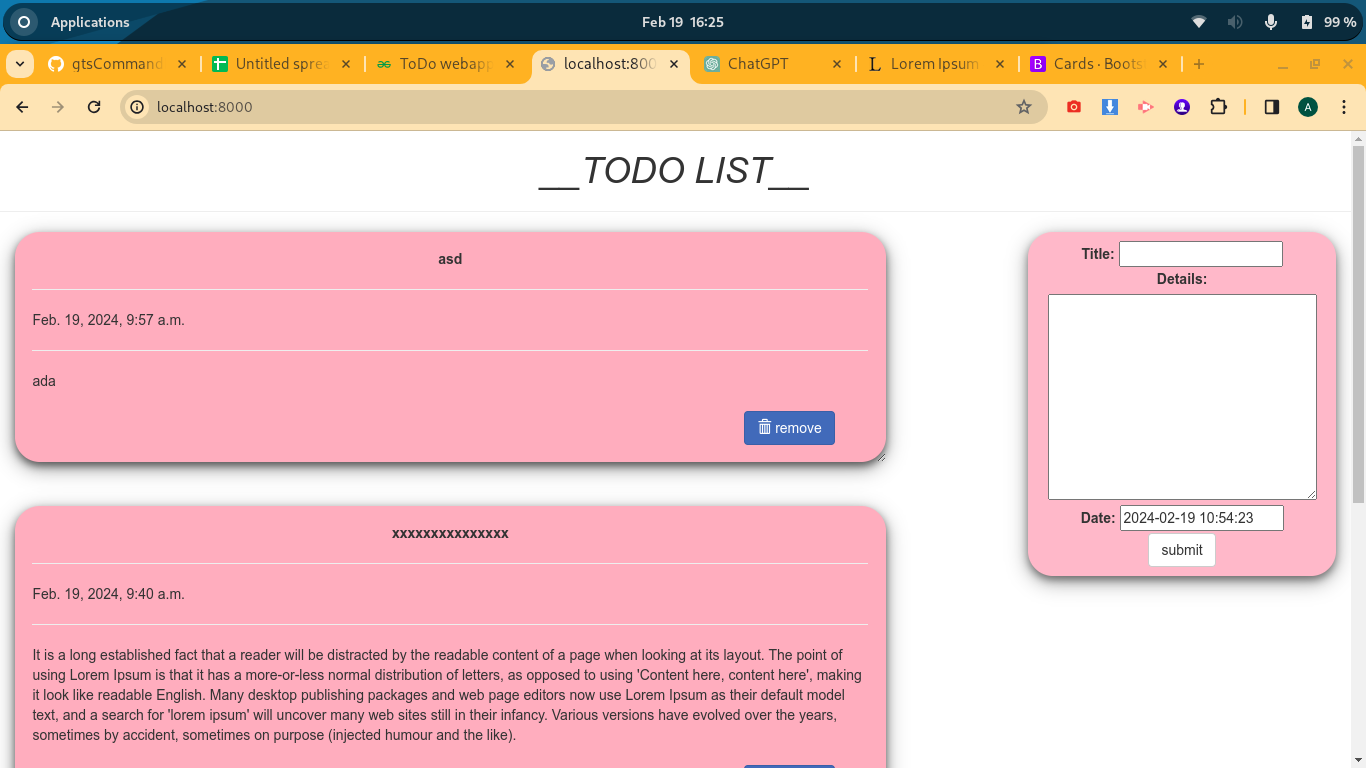 Applications
Feb 19 16:25
99 %
gtsCommand
Untitled sprea
ToDo webapp
localhost:800
ChatGPT
Lorem Ipsum
Cards · Boots
localhost:8000
A
__TODO LIST__
asd
Feb. 19, 2024, 9:57 a.m.
ada
remove
xxxxxxxxxxxxxxx
Feb. 19, 2024, 9:40 a.m.
It is a long established fact that a reader will be distracted by the readable content of a page when looking at its layout. The point of
using Lorem Ipsum is that it has a more-or-less normal distribution of letters, as opposed to using 'Content here, content here', making
it look like readable English. Many desktop publishing packages and web page editors now use Lorem Ipsum as their default model
text, and a search for 'lorem ipsum' will uncover many web sites still in their infancy. Various versions have evolved over the years,
sometimes by accident, sometimes on purpose (injected humour and the like).
Title:
Details:
Date: 2024-02-19 10:54:23
submit